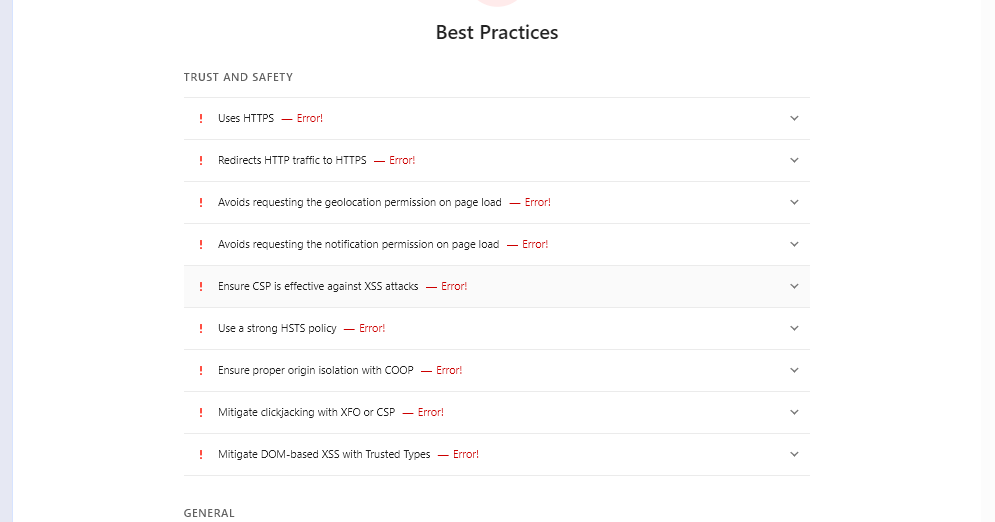 Best Practices
TRUST AND SAFETY
! Uses HTTPS — Error!
! Redirects HTTP traffic to HTTPS — Error!
! Avoids requesting the geolocation permission on page load — Error!
! Avoids requesting the notification permission on page load — Error!
! Ensure CSP is effective against XSS attacks — Error!
! Use a strong HSTS policy — Error!
! Ensure proper origin isolation with COOP — Error!
! Mitigate clickjacking with XFO or CSP — Error!
! Mitigate DOM-based XSS with Trusted Types — Error!
GENERAL